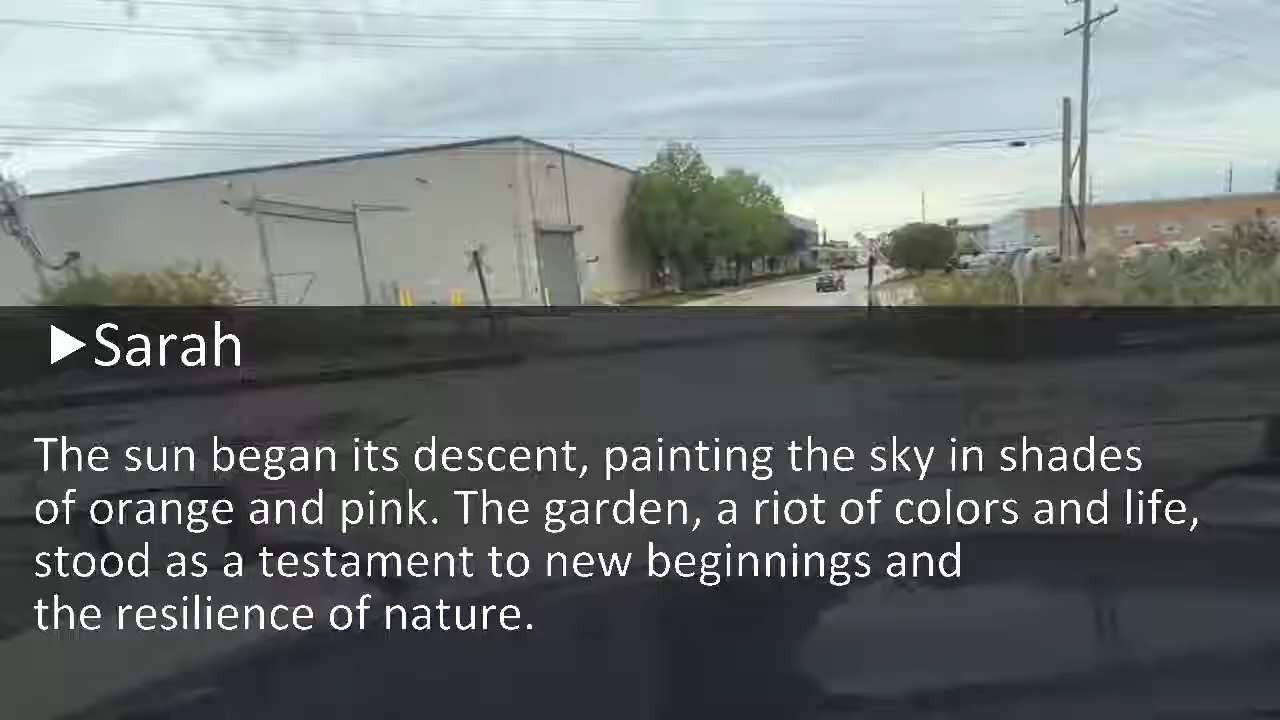 ▶Sarah
The sun began its descent, painting the sky in shades
of orange and pink. The garden, a riot of colors and life,
stood as a testament to new beginnings and
the resilience of nature.